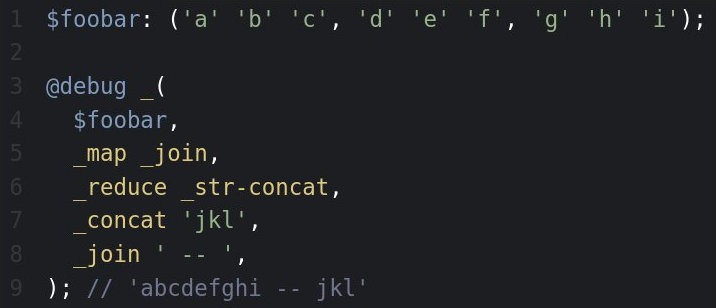 1 $foobar: ('a' 'b' 'c', 'd' 'e' 'f', 'g' 'h' 'i');
2
3 @debug _(
4   $foobar,
5   _map _join,
6   _reduce _str-concat,
7   _concat 'jkl',
8   _join ' -- ',
9 ); // 'abcdefghi -- jkl'